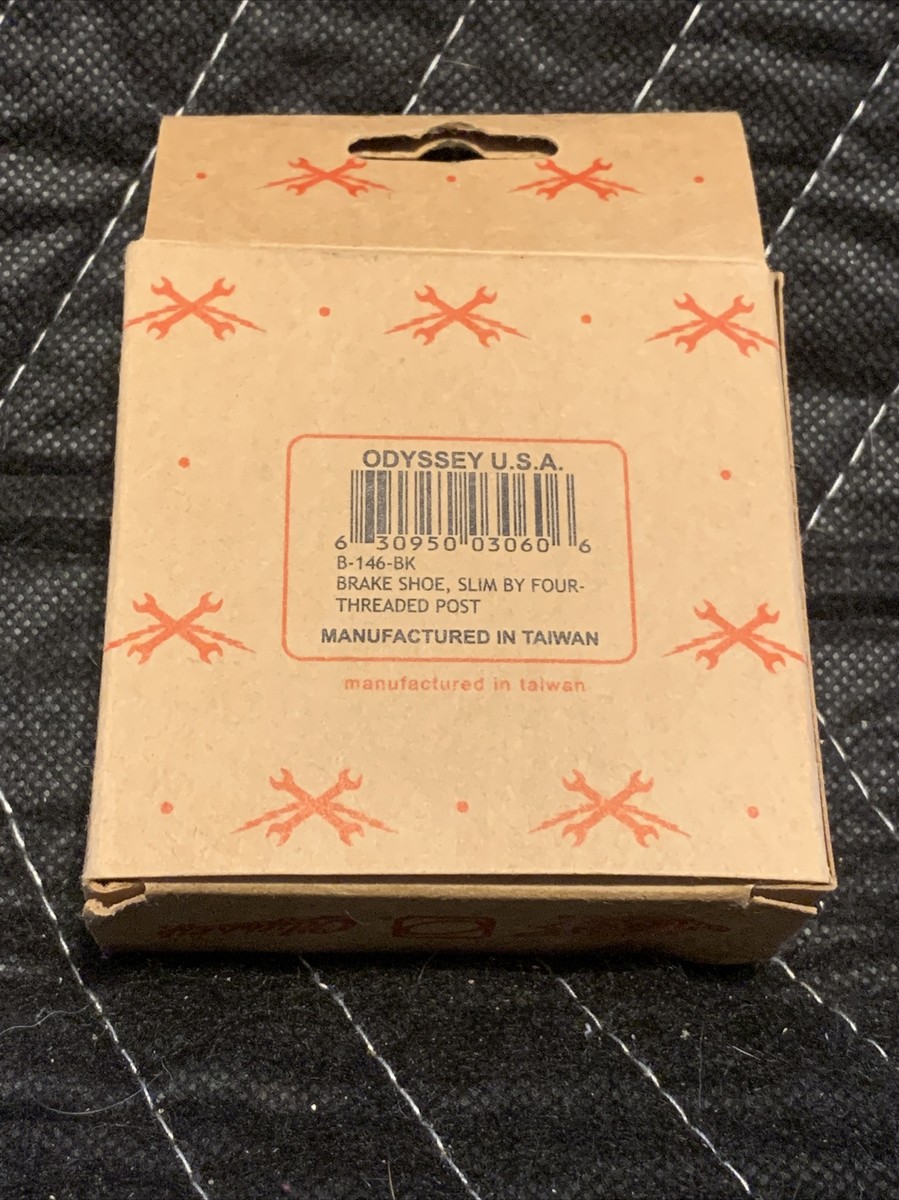 ODYSSEY U.S.A.
6 30950 03060 6
B-146-BK
BRAKE SHOE, SLIM BY FOUR-
THREADED POST
MANUFACTURED IN TAIWAN
manufactured in taiwan